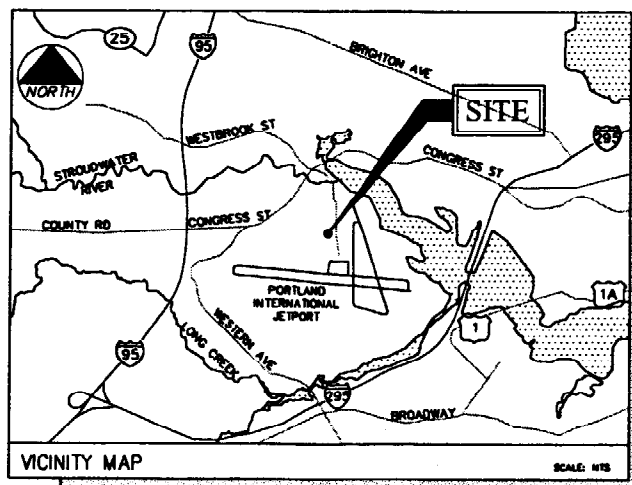 25
95
BRIGHTON AVE
NORTH
SITE
WESTBROOK ST
295
CONGRESS ST
STROUDWATER
RIVER
COUNTY RD
CONGRESS ST
PORTLAND
INTERNATIONAL
JETPORT
1A
WESTERN AVE
1
LONG CREEK
95
295
BROADWAY
VICINITY MAP
SCALE: NTS